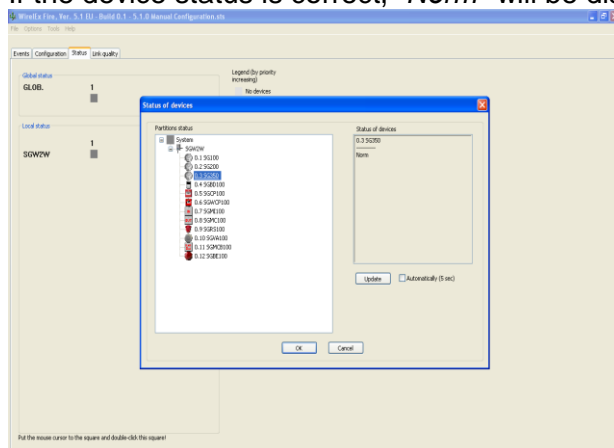 If the device status is correct, "Norm" will be dis
WirelEx Fire, Ver. 5.1 EU - Build 0.1 - 5.1.0 Manual Configuration.sts
File Options Tools Help
Events Configuration Status Link quality
Global status
GLOB.
1
Legend (by priority increasing)
No devices
Local status
1
SGW2W
Status of devices
Partitions status
System
SGW2W
0.1 SG100
0.2 SG200
0.3 SG350
0.4 SGBD100
0.5 SGCP100
0.6 SGWCP100
0.7 SGMI100
0.8 SGMC100
0.9 SGRS100
0.10 SGVA100
0.11 SGMCB100
0.12 SGBE100
Status of devices
0.3 SG350
--------
Norm
Update
Automatically (5 sec)
OK
Cancel
Put the mouse cursor to the square and double-click this square!